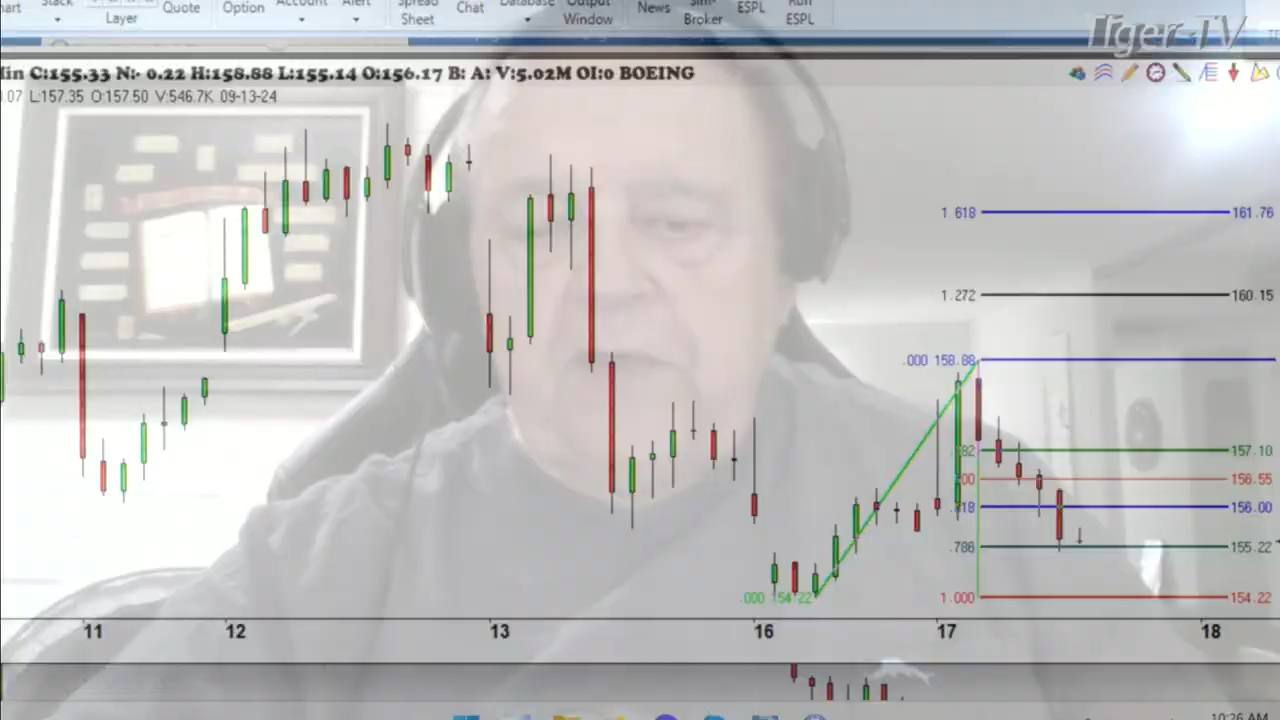 Stack
Layer
Quote
Option
Account
Alert
Spread
Sheet
Chat
Database
Output
Window
News
Sim-
Broker
ESPL
Run
ESPL
Tiger-TV
Min C:155.33 N:- 0.22 H:158.88 L:155.14 O:156.17 B: A: V:5.02M OI:0 BOEING
.07 L:157.35 O:157.50 V:546.7K 09-13-24
1.618 161.76
1.272 160.15
.000 158.88
157.10
156.55
156.00
.786 155.22
.000 154.22
1.000 154.22
11 12 13 16 17 18
10:26 AM